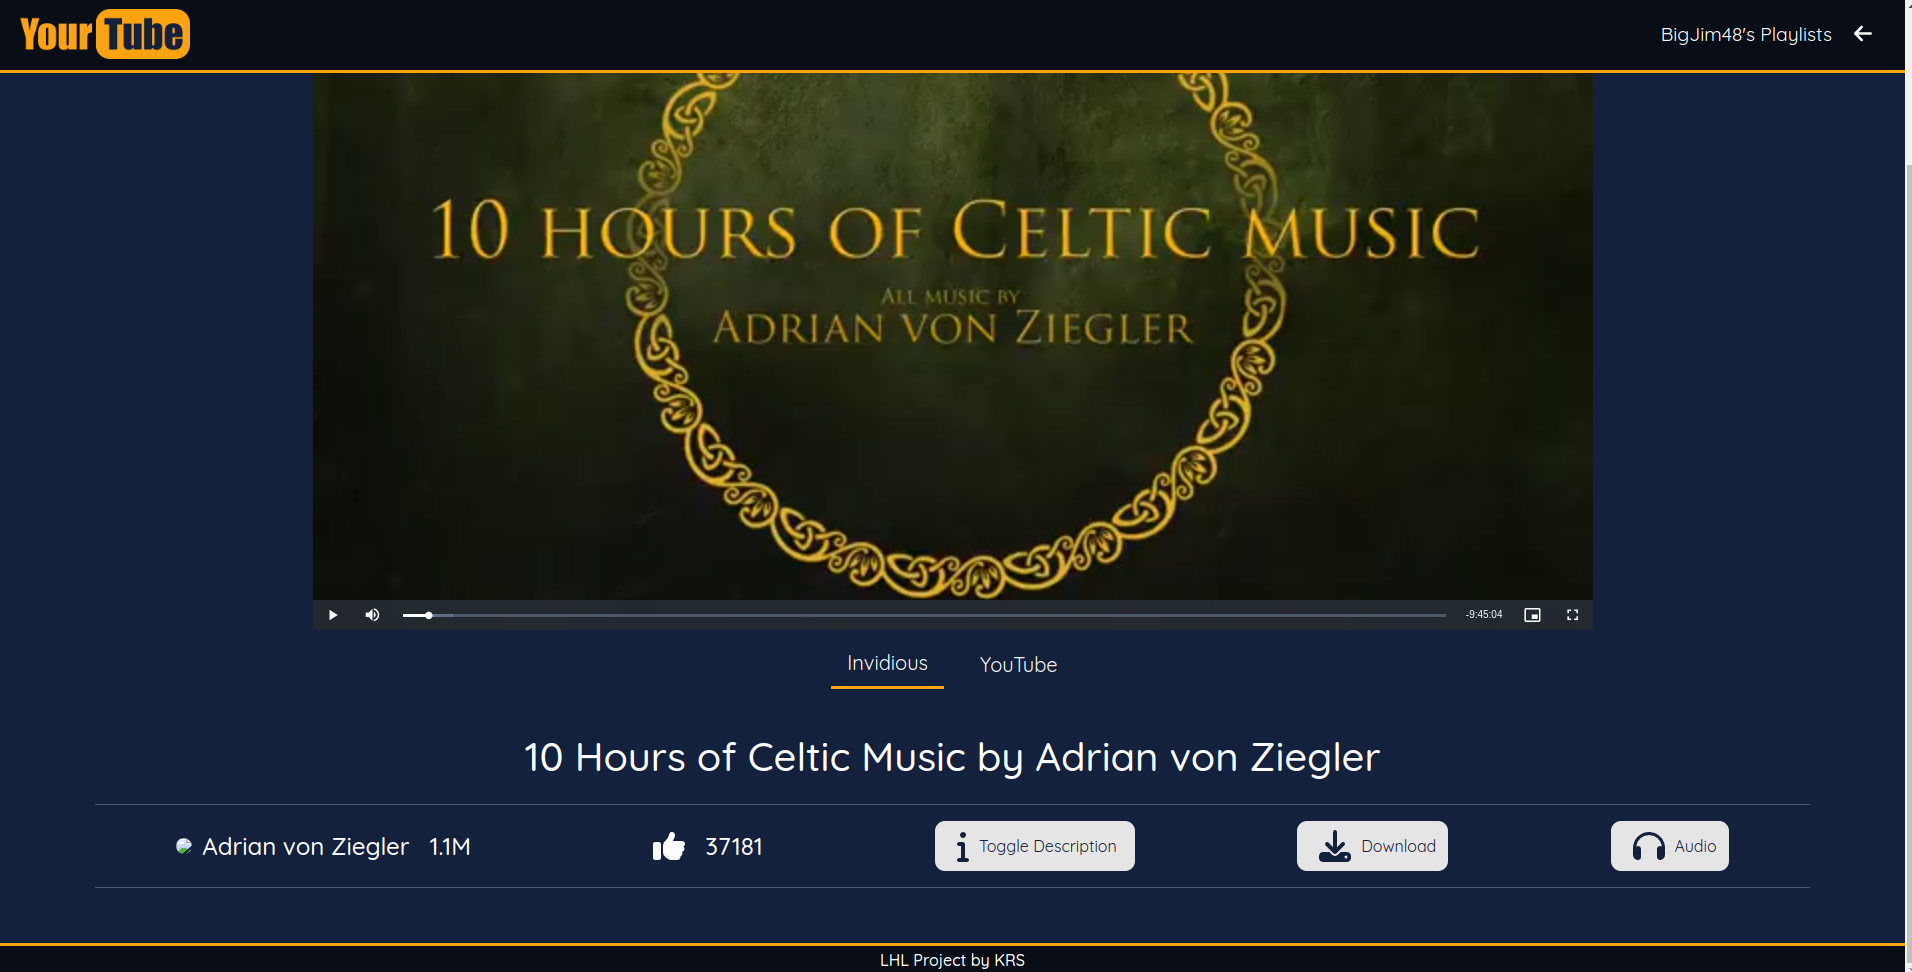 YourTube
BigJim48's Playlists
10 HOURS OF CELTIC MUSIC
ALL MUSIC BY
ADRIAN VON ZIEGLER
-9:45:04
Invidious
YouTube
10 Hours of Celtic Music by Adrian von Ziegler
Adrian von Ziegler 1.1M
37181
Toggle Description
Download
Audio
LHL Project by KRS